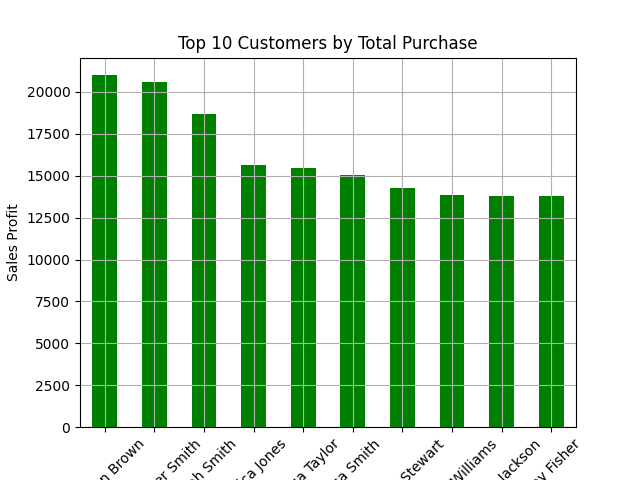 Top 10 Customers by Total Purchase
Sales Profit
20000
17500
15000
12500
10000
7500
5000
2500
0
Brown
Smith
Smith
Jones
Taylor
Smith
Stewart
Williams
Jackson
Fisher